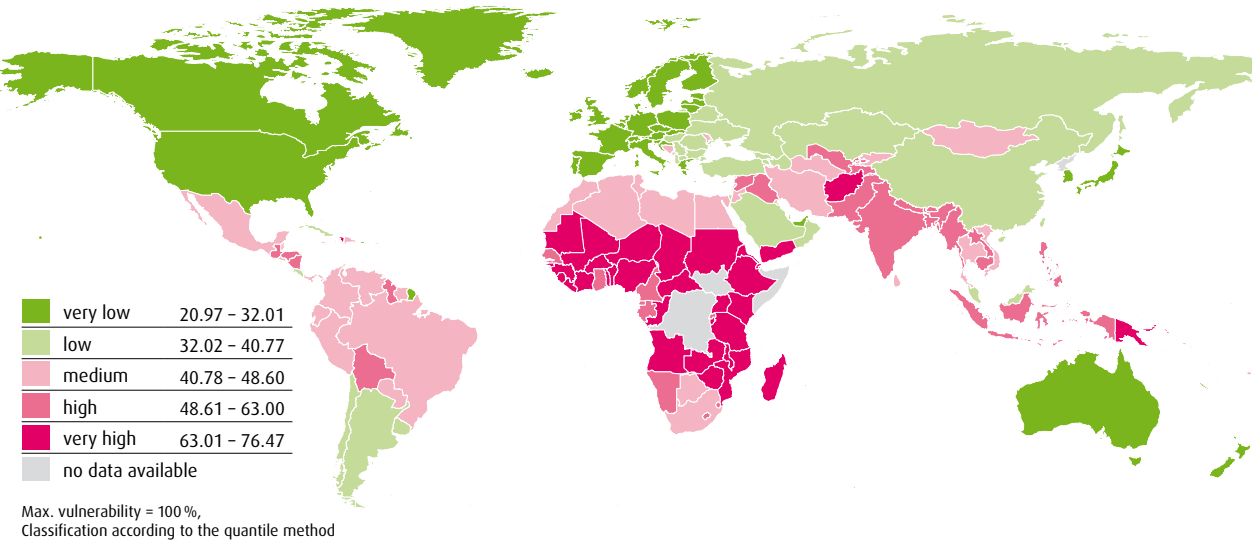 very low 20.97 – 32.01
low 32.02 – 40.77
medium 40.78 – 48.60
high 48.61 – 63.00
very high 63.01 – 76.47
no data available
Max. vulnerability = 100 %,
Classification according to the quantile method